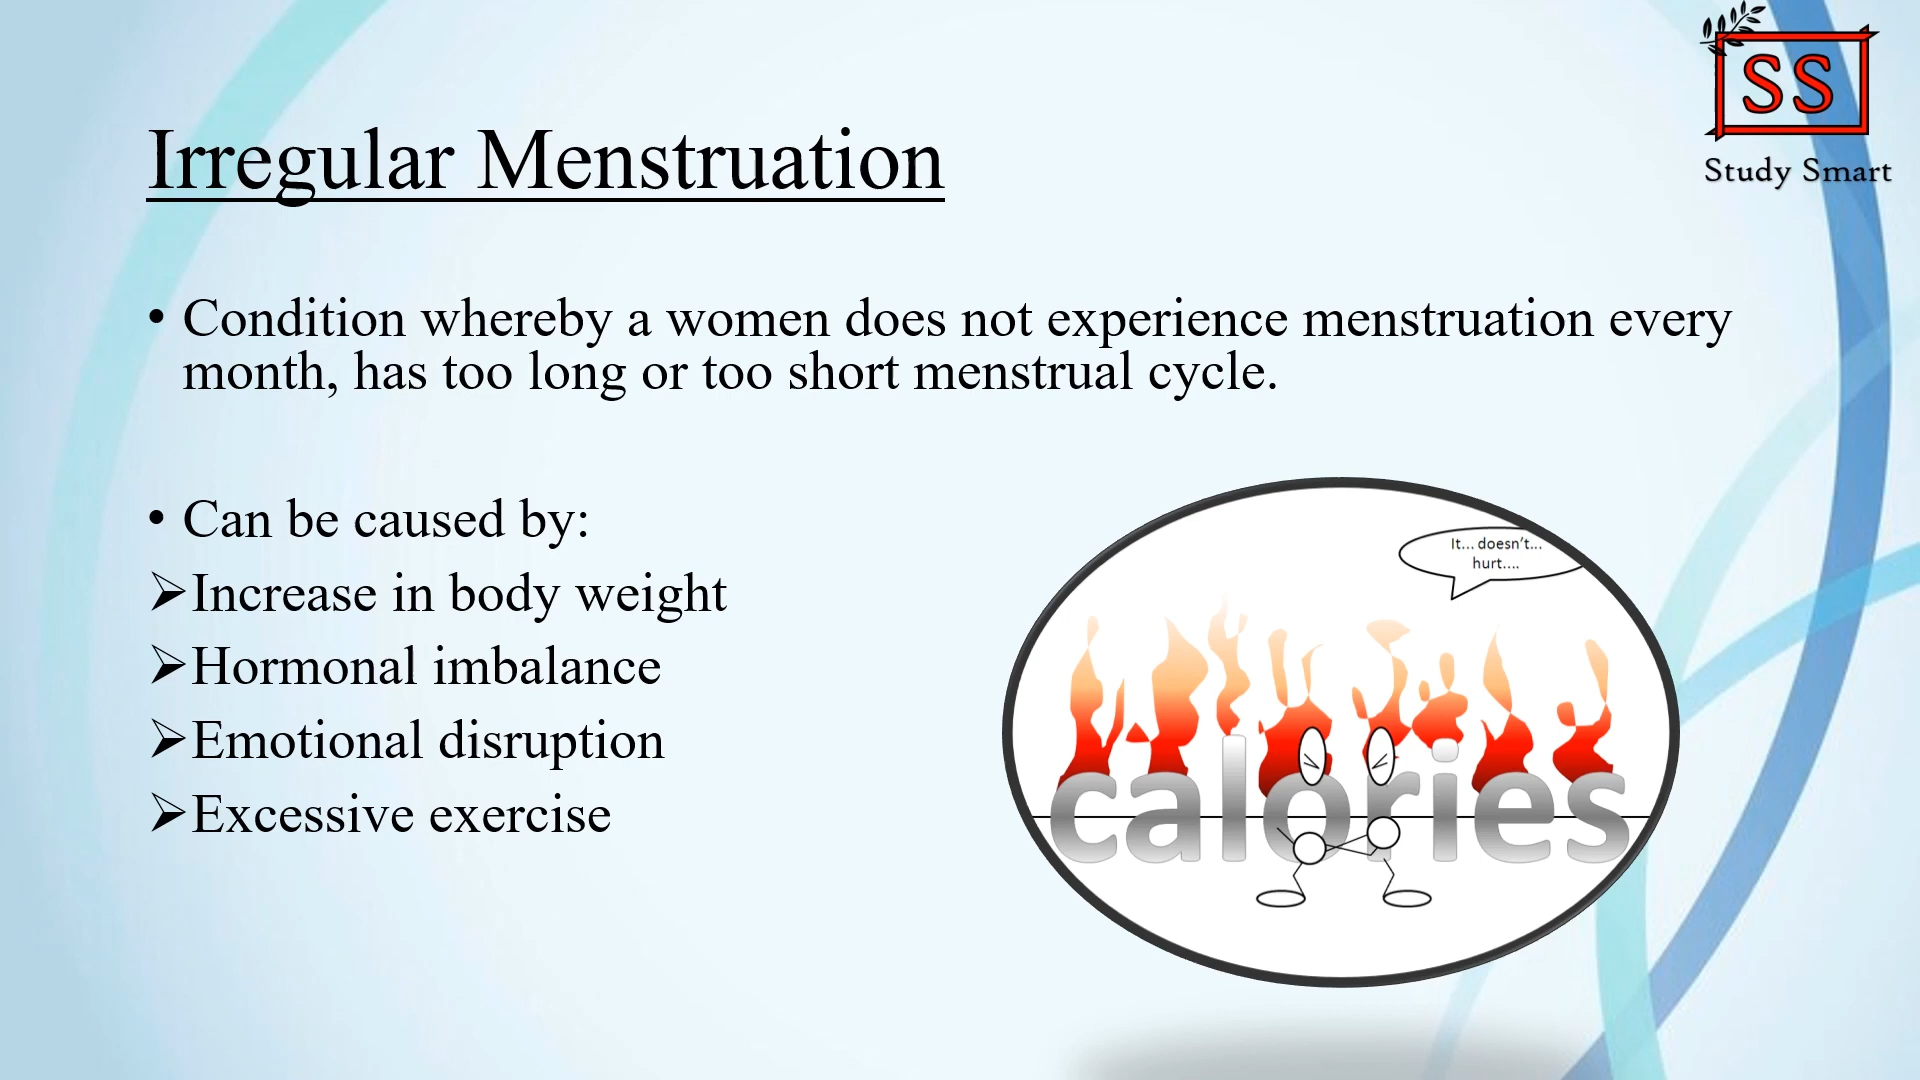 SS
Study Smart
Irregular Menstruation
• Condition whereby a women does not experience menstruation every
month, has too long or too short menstrual cycle.
• Can be caused by:
➢Increase in body weight
➢Hormonal imbalance
➢Emotional disruption
➢Excessive exercise
It... doesn't...
hurt....
calories